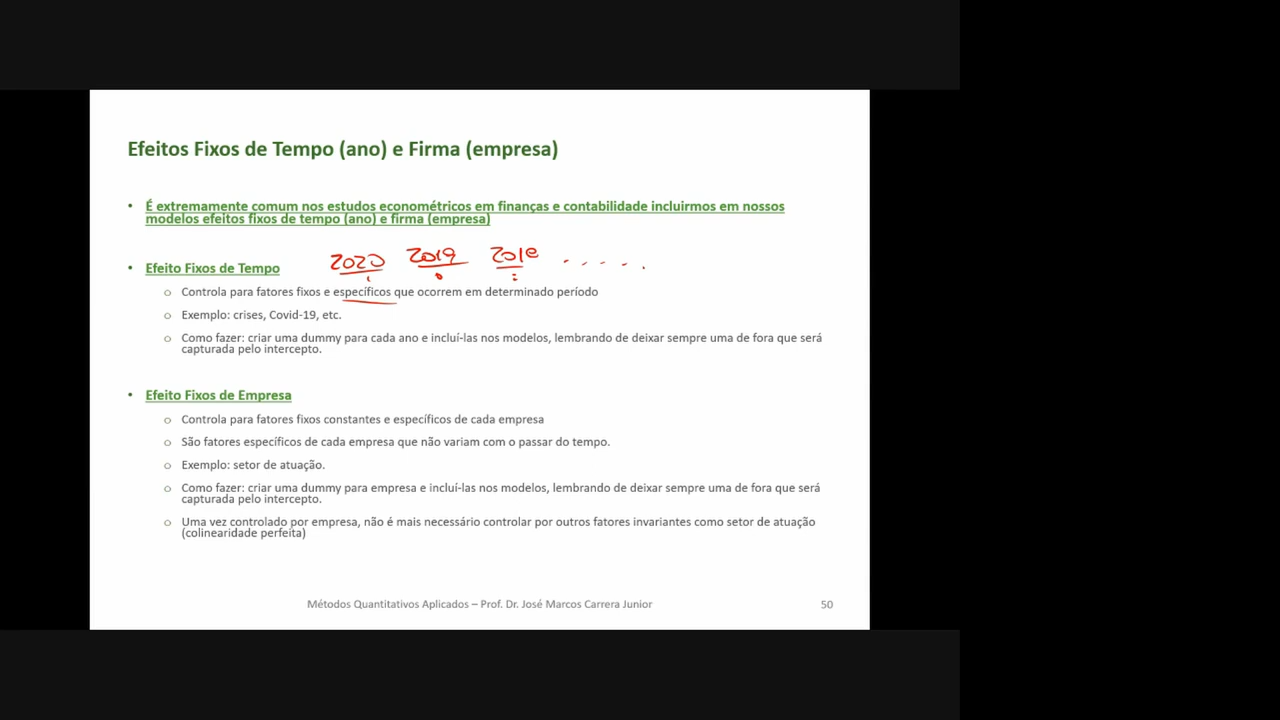 Efeitos Fixos de Tempo (ano) e Firma (empresa)
• É extremamente comum nos estudos econométricos em finanças e contabilidade incluirmos em nossos
modelos efeitos fixos de tempo (ano) e firma (empresa)
2020 2019 2018 . . . . .
• Efeito Fixos de Tempo
o Controla para fatores fixos e específicos que ocorrem em determinado período
o Exemplo: crises, Covid-19, etc.
o Como fazer: criar uma dummy para cada ano e incluí-las nos modelos, lembrando de deixar sempre uma de fora que será
capturada pelo intercepto.
• Efeito Fixos de Empresa
o Controla para fatores fixos constantes e específicos de cada empresa
o São fatores específicos de cada empresa que não variam com o passar do tempo.
o Exemplo: setor de atuação.
o Como fazer: criar uma dummy para empresa e incluí-las nos modelos, lembrando de deixar sempre uma de fora que será
capturada pelo intercepto.
o Uma vez controlado por empresa, não é mais necessário controlar por outros fatores invariantes como setor de atuação
(colinearidade perfeita)
Métodos Quantitativos Aplicados – Prof. Dr. José Marcos Carrera Junior
50